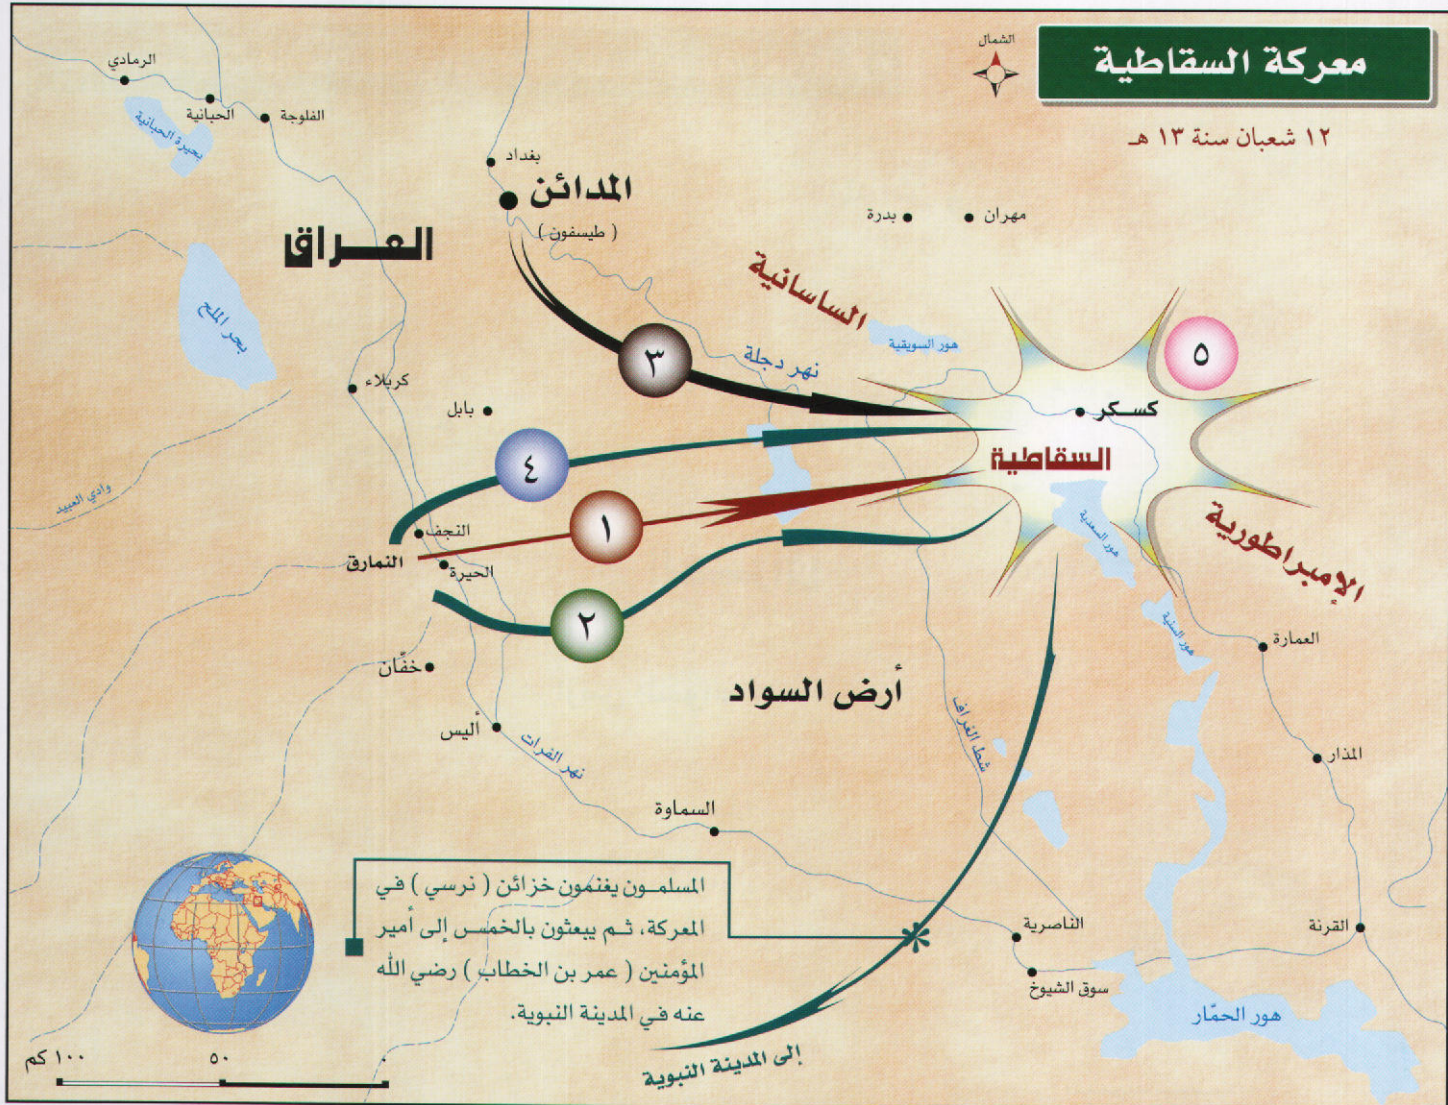 معركة السقاطية
١٢ شعبان سنة ١٣ هـ
الشمال
الرمادي
الحبانية
الفلوجة
بحيرة الحبانية
بغداد
المدائن
( طيسفون )
العـراق
بدرة
مهران
الساسانية
هور السويقية
نهر دجلة
بحر الملح
كربلاء
بابل
٣
٥
كسـكر
السقاطية
٤
١
٢
وادي العبيد
النجف
النمارق
الحيرة
هور السعدية
الإمبراطورية
هور السنية
العمارة
خفّان
أرض السواد
أليس
نهر الفرات
شط الغراف
المذار
السماوة
المسلمـون يغنمون خزائن ( نرسي ) في
المعركة، ثـم يبعثون بالخمس إلى أمير
المؤمنين ( عمر بن الخطاب ) رضي الله
عنه في المدينة النبوية.
الناصرية
القرنة
سوق الشيوخ
هور الحمّار
إلى المدينة النبوية
٠
٥٠
١٠٠ كم